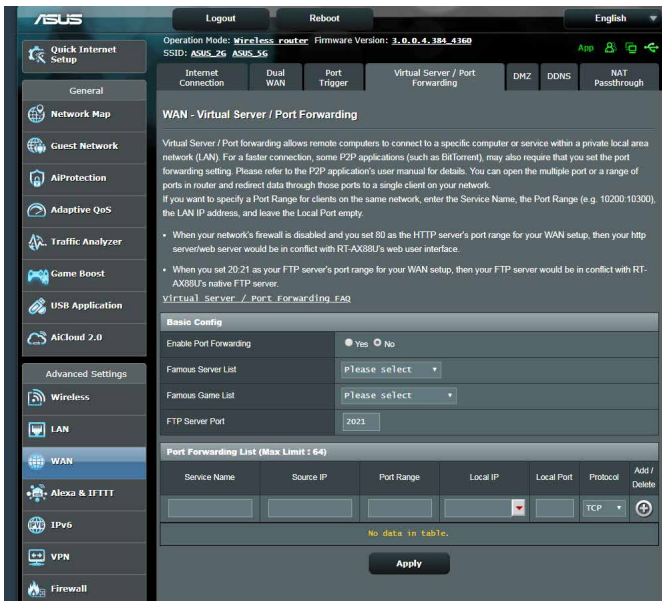 ASUS
Logout
Reboot
English
Operation Mode: Wireless router Firmware Version: 3.0.0.4.384_4360
SSID: ASUS_2G ASUS_5G
App
Quick Internet
Setup
General
Network Map
Guest Network
AiProtection
Adaptive QoS
Traffic Analyzer
Game Boost
USB Application
AiCloud 2.0
Advanced Settings
Wireless
LAN
WAN
Alexa & IFTTT
IPv6
VPN
Firewall
Internet
Connection
Dual
WAN
Port
Trigger
Virtual Server / Port
Forwarding
DMZ
DDNS
NAT
Passthrough
WAN - Virtual Server / Port Forwarding
Virtual Server / Port forwarding allows remote computers to connect to a specific computer or service within a private local area
network (LAN). For a faster connection, some P2P applications (such as BitTorrent), may also require that you set the port
forwarding setting. Please refer to the P2P application's user manual for details. You can open the multiple port or a range of
ports in router and redirect data through those ports to a single client on your network.
If you want to specify a Port Range for clients on the same network, enter the Service Name, the Port Range (e.g. 10200:10300),
the LAN IP address, and leave the Local Port empty.
• When your network's firewall is disabled and you set 80 as the HTTP server's port range for your WAN setup, then your http
server/web server would be in conflict with RT-AX88U's web user interface.
• When you set 20:21 as your FTP server's port range for your WAN setup, then your FTP server would be in conflict with RT-
AX88U's native FTP server.
Virtual Server / Port Forwarding FAQ
Basic Config
Enable Port Forwarding
Yes No
Famous Server List
Please select
Famous Game List
Please select
FTP Server Port
2021
Port Forwarding List (Max Limit : 64)
Service Name
Source IP
Port Range
Local IP
Local Port
Protocol
Add /
Delete
TCP
No data in table.
Apply